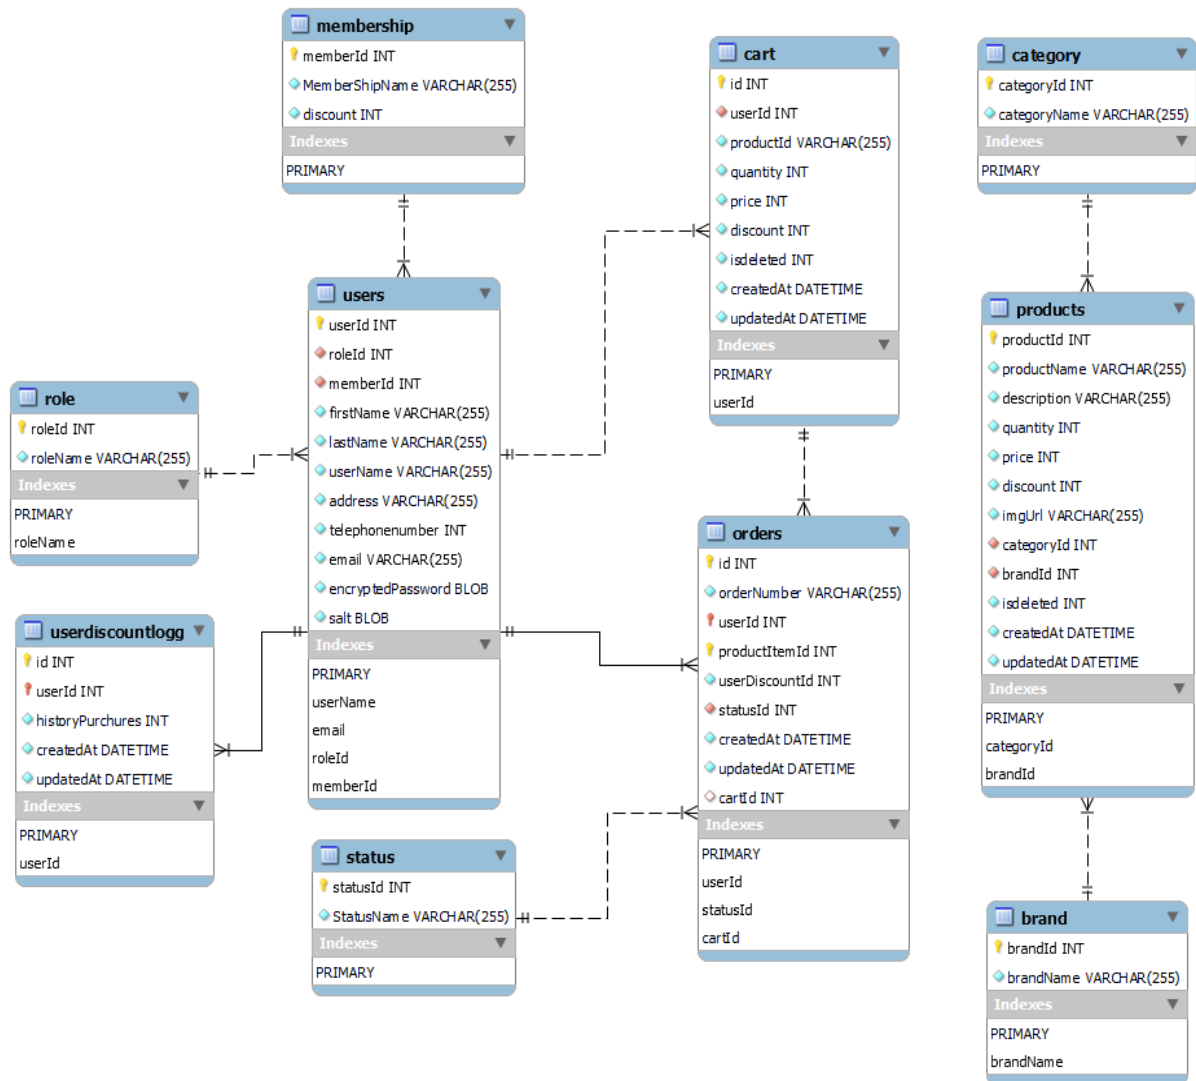 membership
memberId INT
MemberShipName VARCHAR(255)
discount INT
Indexes
PRIMARY
cart
id INT
userId INT
productId VARCHAR(255)
quantity INT
price INT
discount INT
isdeleted INT
createdAt DATETIME
updatedAt DATETIME
Indexes
PRIMARY
userId
category
categoryId INT
categoryName VARCHAR(255)
Indexes
PRIMARY
users
userId INT
roleId INT
memberId INT
firstName VARCHAR(255)
lastName VARCHAR(255)
userName VARCHAR(255)
address VARCHAR(255)
telephonenumber INT
email VARCHAR(255)
encryptedPassword BLOB
salt BLOB
Indexes
PRIMARY
userName
email
roleId
memberId
products
productId INT
productName VARCHAR(255)
description VARCHAR(255)
quantity INT
price INT
discount INT
imgUrl VARCHAR(255)
categoryId INT
brandId INT
isdeleted INT
createdAt DATETIME
updatedAt DATETIME
Indexes
PRIMARY
categoryId
brandId
role
roleId INT
roleName VARCHAR(255)
Indexes
PRIMARY
roleName
orders
id INT
orderNumber VARCHAR(255)
userId INT
productItemId INT
userDiscountId INT
statusId INT
createdAt DATETIME
updatedAt DATETIME
cartId INT
Indexes
PRIMARY
userId
statusId
cartId
userdiscountlogg
id INT
userId INT
historyPurchures INT
createdAt DATETIME
updatedAt DATETIME
Indexes
PRIMARY
userId
status
statusId INT
StatusName VARCHAR(255)
Indexes
PRIMARY
brand
brandId INT
brandName VARCHAR(255)
Indexes
PRIMARY
brandName